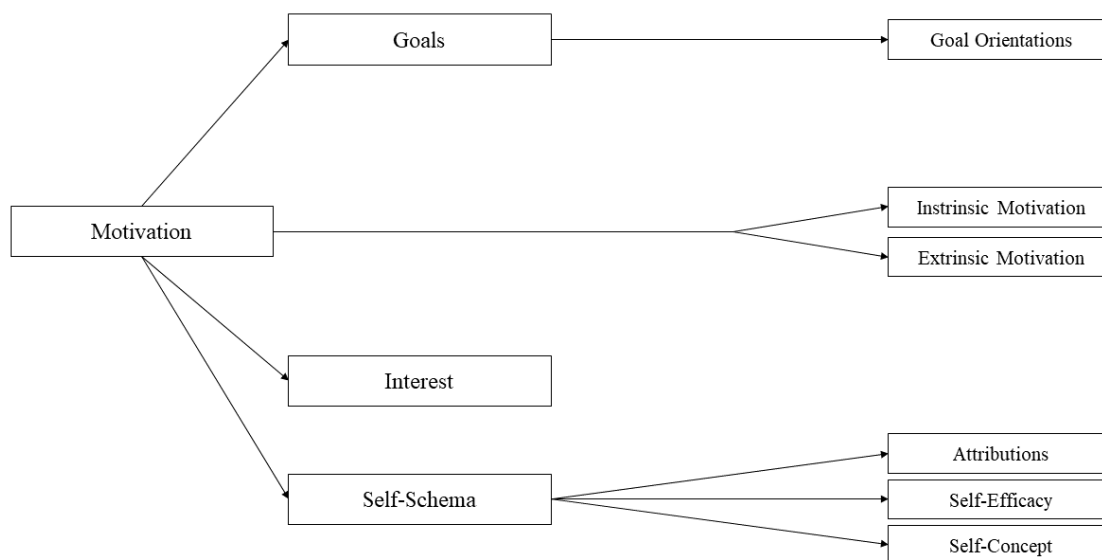 Goals
Goal Orientations
Motivation
Instrinsic Motivation
Extrinsic Motivation
Interest
Self-Schema
Attributions
Self-Efficacy
Self-Concept